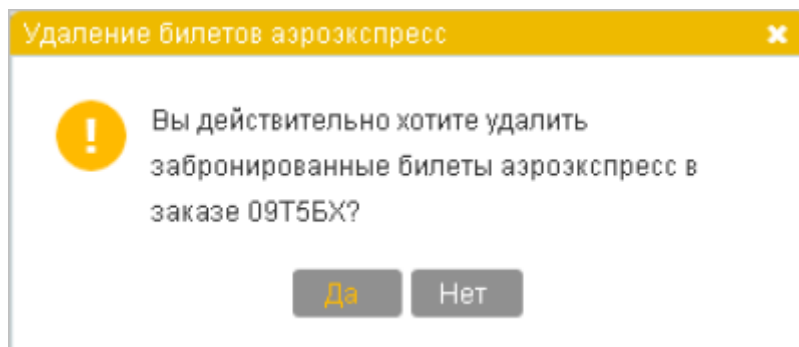 Удаление билетов аэроэкспресс
Вы действительно хотите удалить
забронированные билеты аэроэкспресс в
заказе 09Т5БХ?
Да
Нет